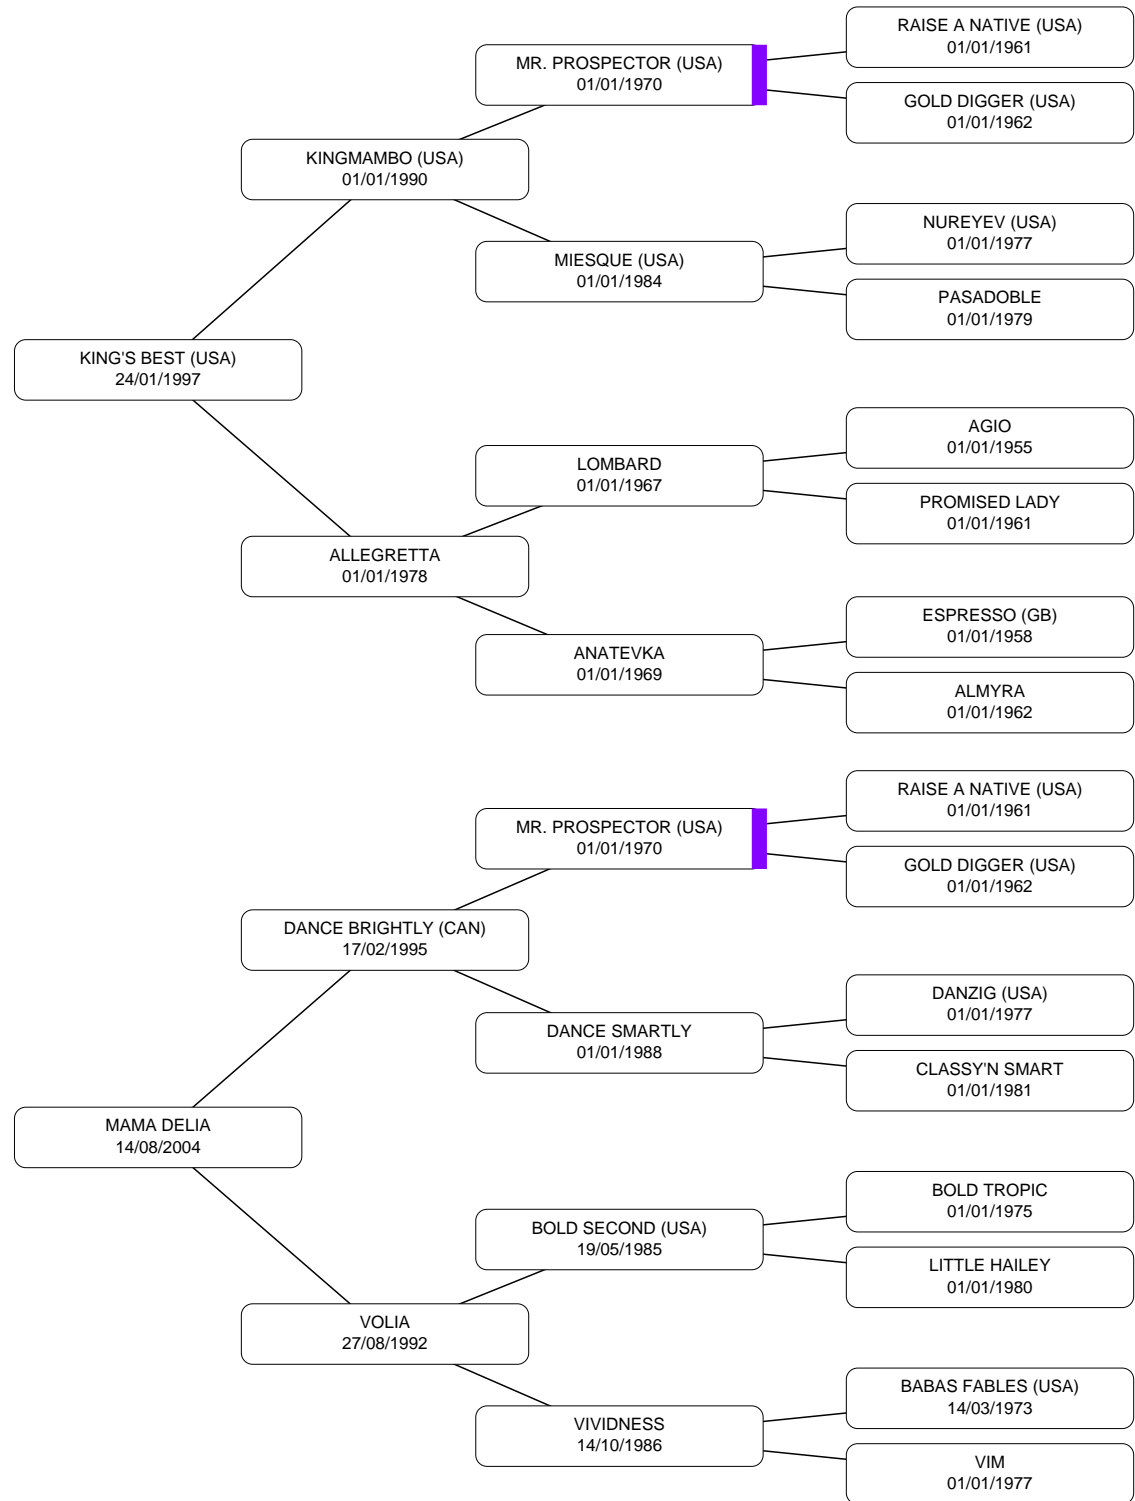 RAISE A NATIVE (USA)
01/01/1961
MR. PROSPECTOR (USA)
01/01/1970
GOLD DIGGER (USA)
01/01/1962
KINGMAMBO (USA)
01/01/1990
NUREYEV (USA)
01/01/1977
MIESQUE (USA)
01/01/1984
PASADOBLE
01/01/1979
KING'S BEST (USA)
24/01/1997
AGIO
01/01/1955
LOMBARD
01/01/1967
PROMISED LADY
01/01/1961
ALLEGRETTA
01/01/1978
ESPRESSO (GB)
01/01/1958
ANATEVKA
01/01/1969
ALMYRA
01/01/1962
RAISE A NATIVE (USA)
01/01/1961
MR. PROSPECTOR (USA)
01/01/1970
GOLD DIGGER (USA)
01/01/1962
DANCE BRIGHTLY (CAN)
17/02/1995
DANZIG (USA)
01/01/1977
DANCE SMARTLY
01/01/1988
CLASSY'N SMART
01/01/1981
MAMA DELIA
14/08/2004
BOLD TROPIC
01/01/1975
BOLD SECOND (USA)
19/05/1985
LITTLE HAILEY
01/01/1980
VOLIA
27/08/1992
BABAS FABLES (USA)
14/03/1973
VIVIDNESS
14/10/1986
VIM
01/01/1977